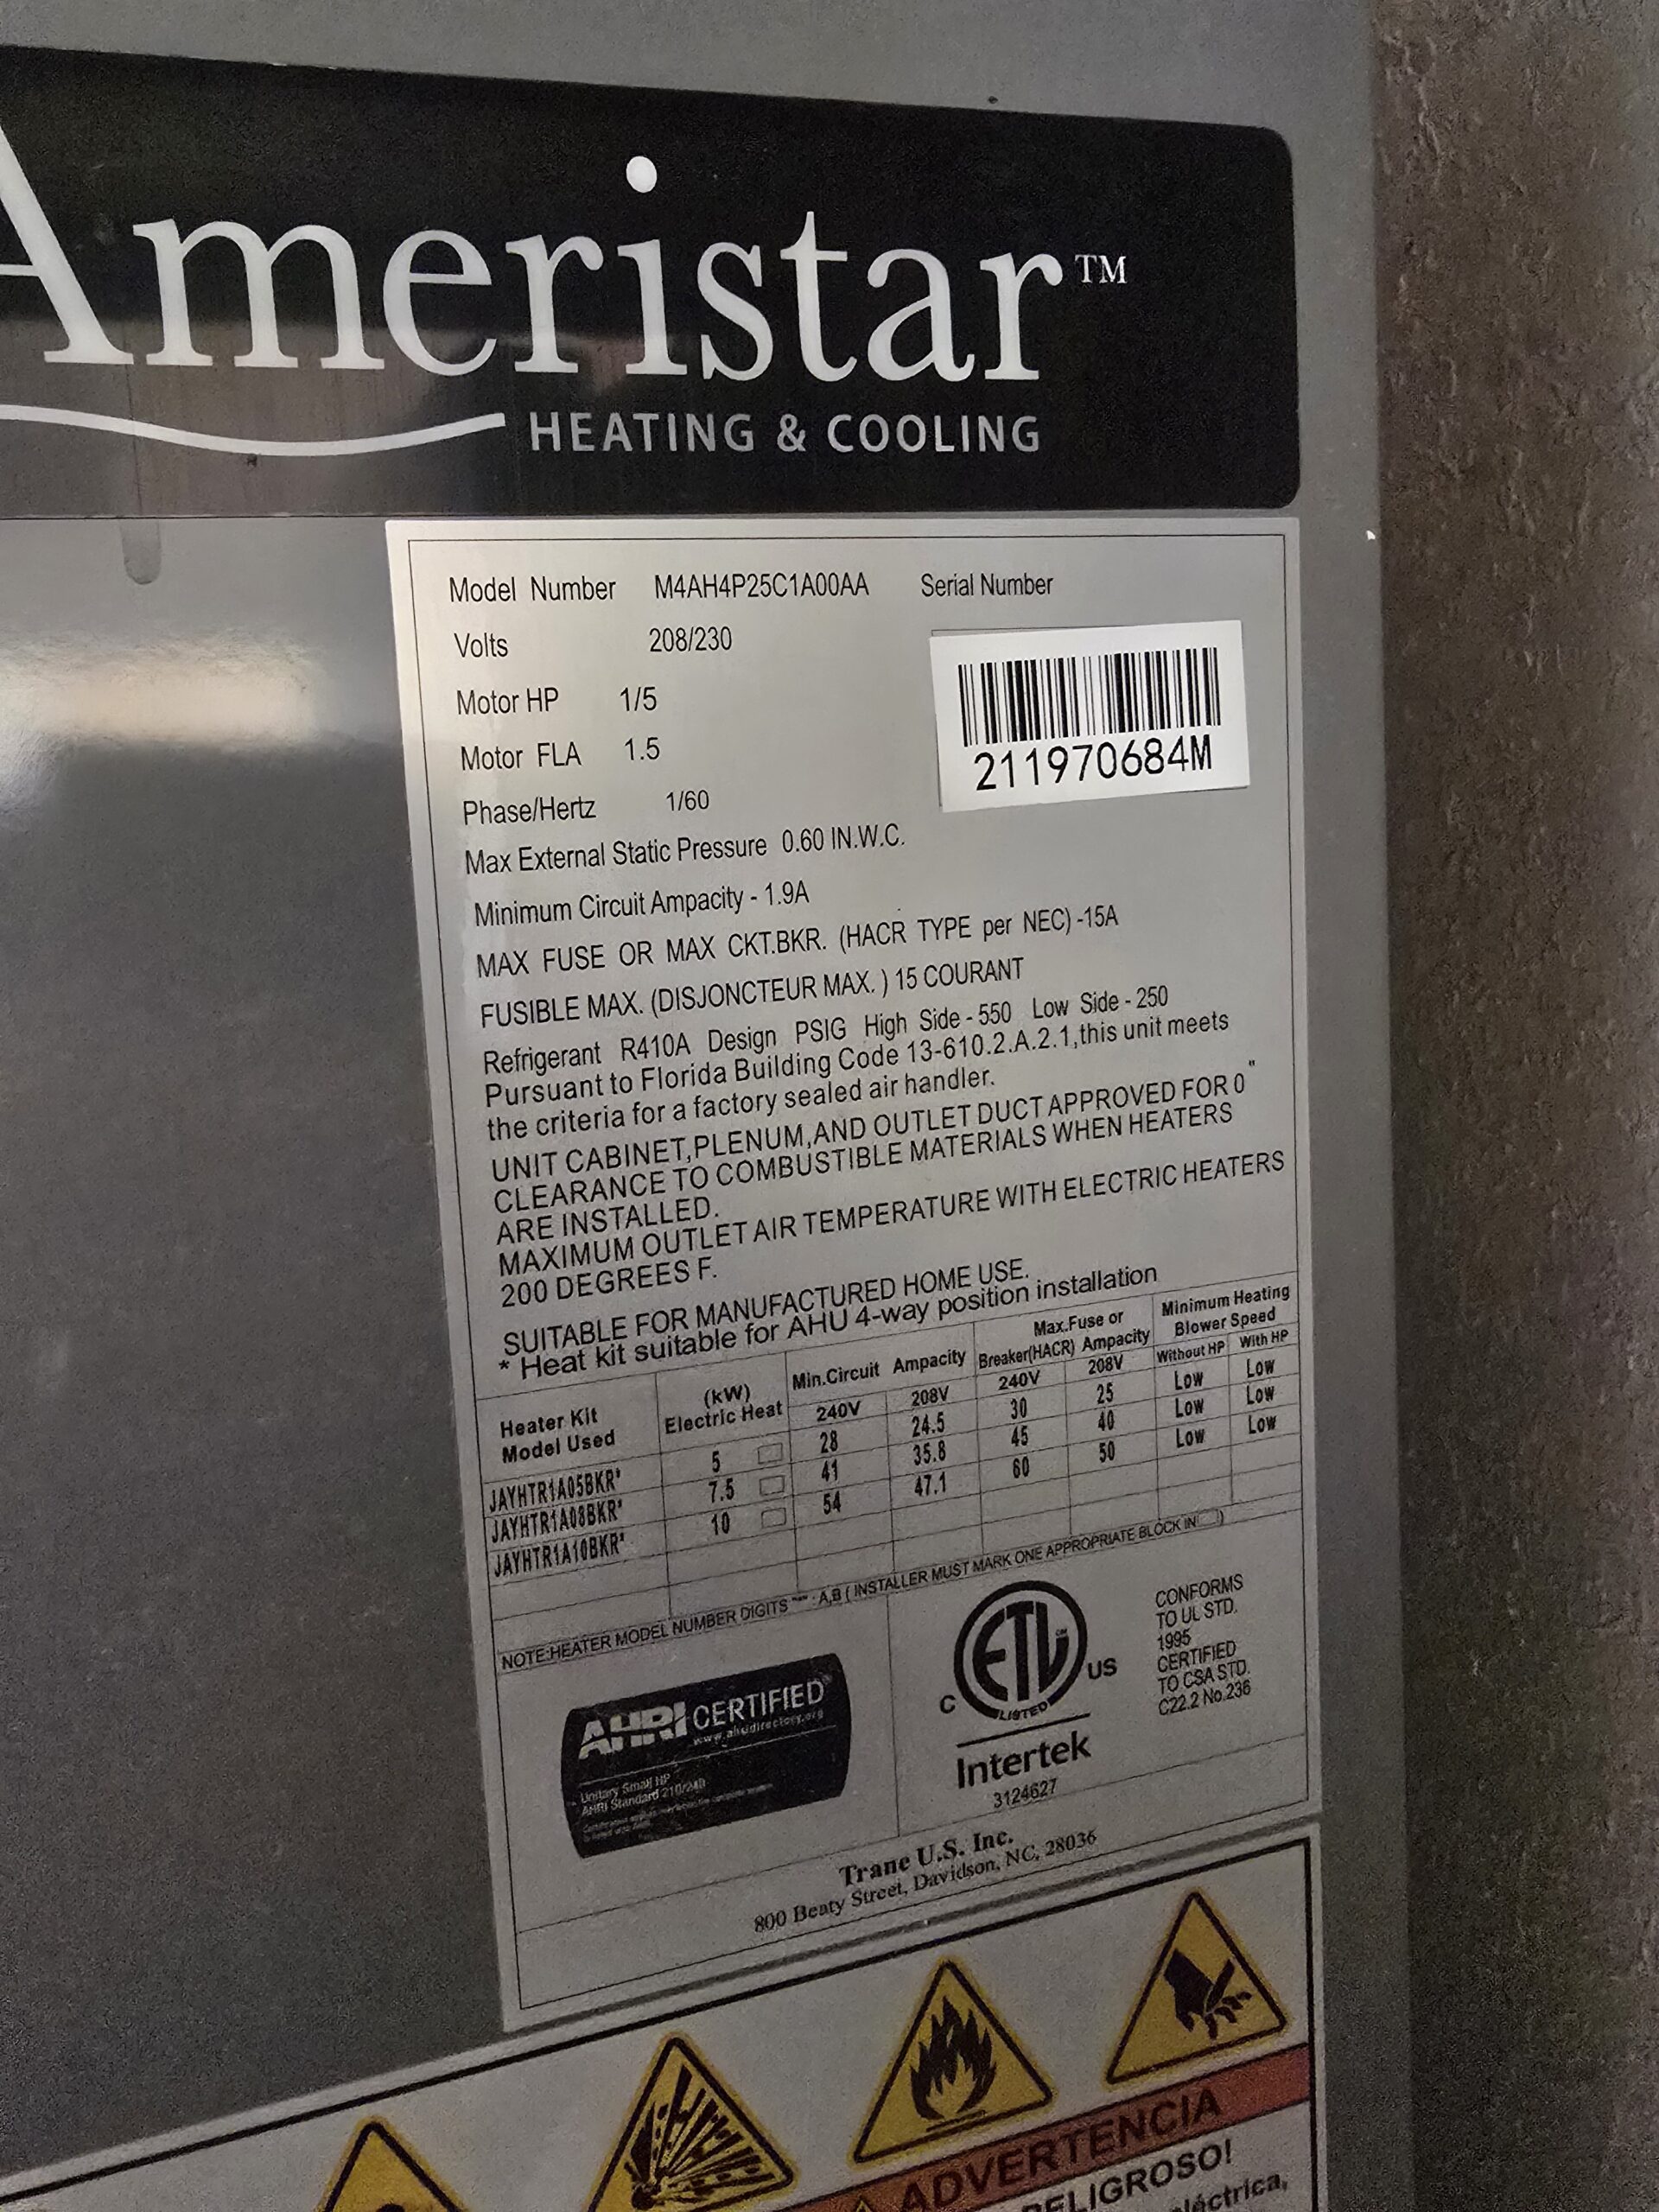 Ameristar™
HEATING & COOLING
Model Number M4AH4P25C1A00AA Serial Number
Volts 208/230
211970684M
Motor HP 1/5
Motor FLA 1.5
Phase/Hertz 1/60
Max External Static Pressure 0.60 IN.W.C.
Minimum Circuit Ampacity - 1.9A
MAX FUSE OR MAX CKT.BKR. (HACR TYPE per NEC) -15A
FUSIBLE MAX. (DISJONCTEUR MAX. ) 15 COURANT
Refrigerant R410A Design PSIG High Side - 550 Low Side - 250
Pursuant to Florida Building Code 13-610.2.A.2.1,this unit meets
the criteria for a factory sealed air handler.
UNIT CABINET,PLENUM,AND OUTLET DUCT APPROVED FOR 0"
CLEARANCE TO COMBUSTIBLE MATERIALS WHEN HEATERS
ARE INSTALLED.
MAXIMUM OUTLET AIR TEMPERATURE WITH ELECTRIC HEATERS
200 DEGREES F.
SUITABLE FOR MANUFACTURED HOME USE.
* Heat kit suitable for AHU 4-way position installation
Heater Kit Model Used (kW) Electric Heat Min.Circuit Ampacity Max.Fuse or Breaker(HACR) Ampacity Minimum Heating Blower Speed
240V 208V 240V 208V Without HP With HP
JAYHTR1A05BKR* 5 28 24.5 30 25 Low Low
JAYHTR1A08BKR* 7.5 41 35.8 45 40 Low Low
JAYHTR1A10BKR* 10 54 47.1 60 50 Low Low
NOTE:HEATER MODEL NUMBER DIGITS "*" : A,B ( INSTALLER MUST MARK ONE APPROPRIATE BLOCK IN )
AHRI CERTIFIED
www.ahridirectory.org
Unitary Small HP
AHRI Standard 210/240
ETL
LISTED
C US
Intertek
3124627
CONFORMS
TO UL STD.
1995
CERTIFIED
TO CSA STD.
C22.2 No.236
Trane U.S. Inc.
800 Beaty Street, Davidson, NC, 28036
ADVERTENCIA
PELIGROSO!
eléctrica,